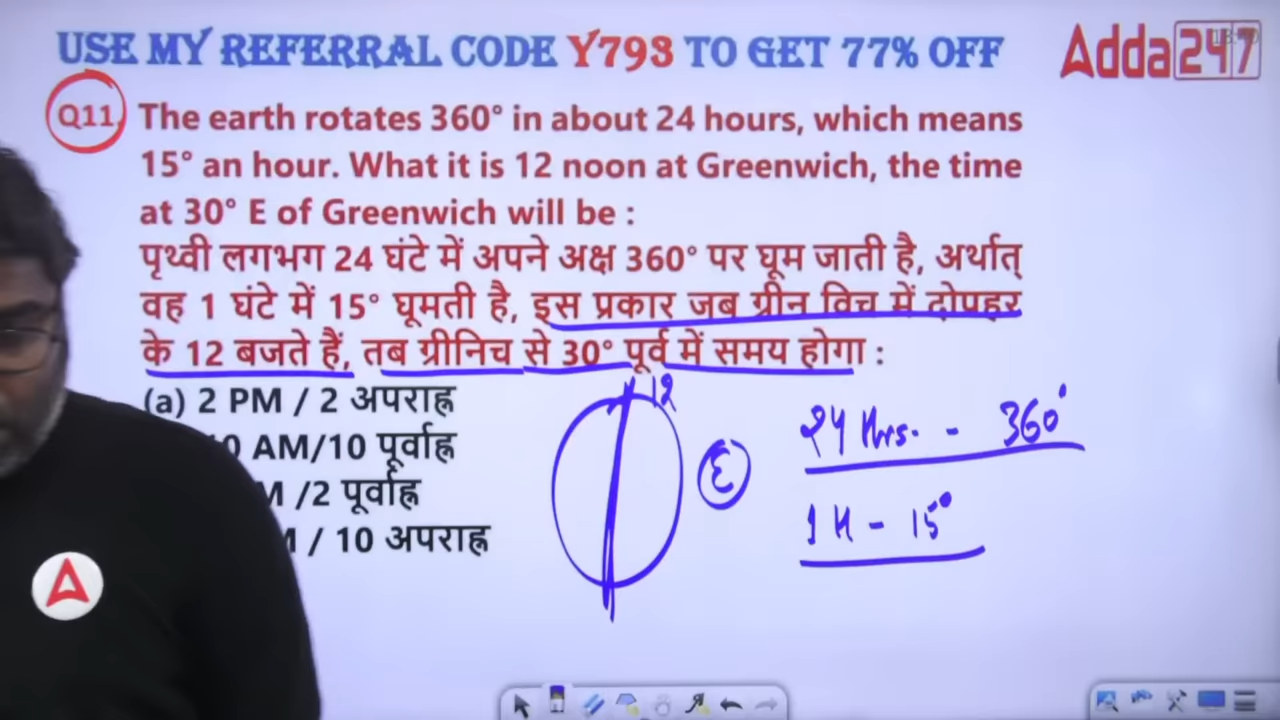 USE MY REFERRAL CODE Y793 TO GET 77% OFF
Adda247
Q11. The earth rotates 360° in about 24 hours, which means
15° an hour. What it is 12 noon at Greenwich, the time
at 30° E of Greenwich will be :
पृथ्वी लगभग 24 घंटे में अपने अक्ष 360° पर घूम जाती है, अर्थात्
वह 1 घंटे में 15° घूमती है, इस प्रकार जब ग्रीन विच में दोपहर
के 12 बजते हैं, तब ग्रीनिच से 30° पूर्व में समय होगा :
(a) 2 PM / 2 अपराह्न
AM/10 पूर्वाह्न
/2 पूर्वाह्न
/ 10 अपराह्न
12
E
24 Hrs. - 360°
1 H - 15°